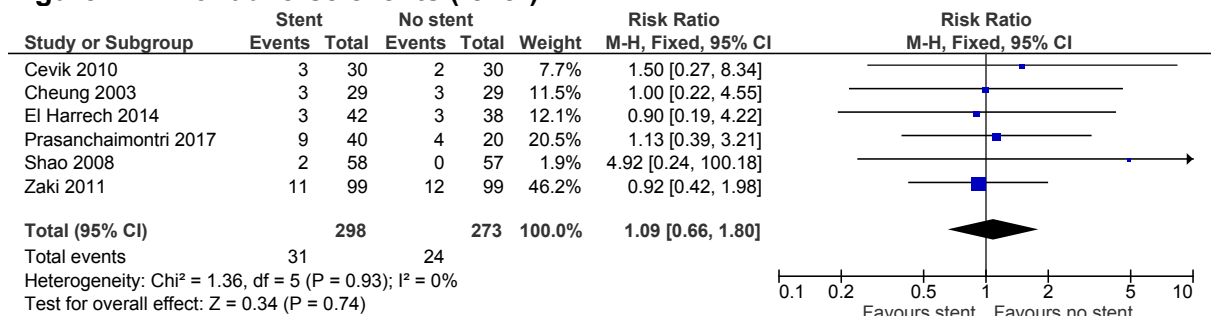 Stent No stent Risk Ratio Risk Ratio
Study or Subgroup Events Total Events Total Weight M-H, Fixed, 95% CI M-H, Fixed, 95% CI
Cevik 2010 3 30 2 30 7.7% 1.50 [0.27, 8.34]
Cheung 2003 3 29 3 29 11.5% 1.00 [0.22, 4.55]
El Harrech 2014 3 42 3 38 12.1% 0.90 [0.19, 4.22]
Prasanchaimontri 2017 9 40 4 20 20.5% 1.13 [0.39, 3.21]
Shao 2008 2 58 0 57 1.9% 4.92 [0.24, 100.18]
Zaki 2011 11 99 12 99 46.2% 0.92 [0.42, 1.98]
Total (95% CI) 298 273 100.0% 1.09 [0.66, 1.80]
Total events 31 24
Heterogeneity: Chi² = 1.36, df = 5 (P = 0.93); I² = 0%
Test for overall effect: Z = 0.34 (P = 0.74)
0.1 0.2 0.5 1 2 5 10
Favours stent Favours no stent